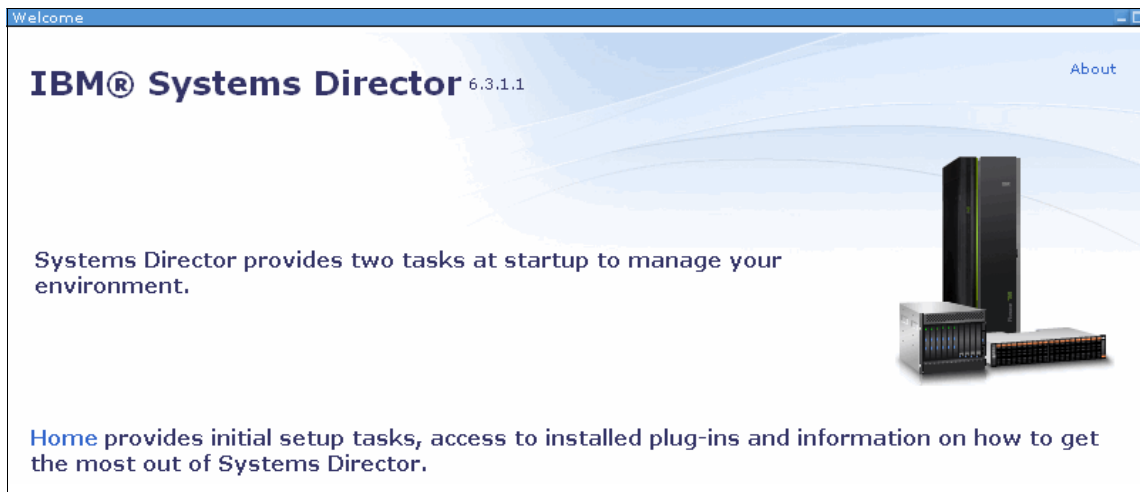 Welcome
IBM® Systems Director 6.3.1.1
About
Systems Director provides two tasks at startup to manage your
environment.
Home provides initial setup tasks, access to installed plug-ins and information on how to get
the most out of Systems Director.